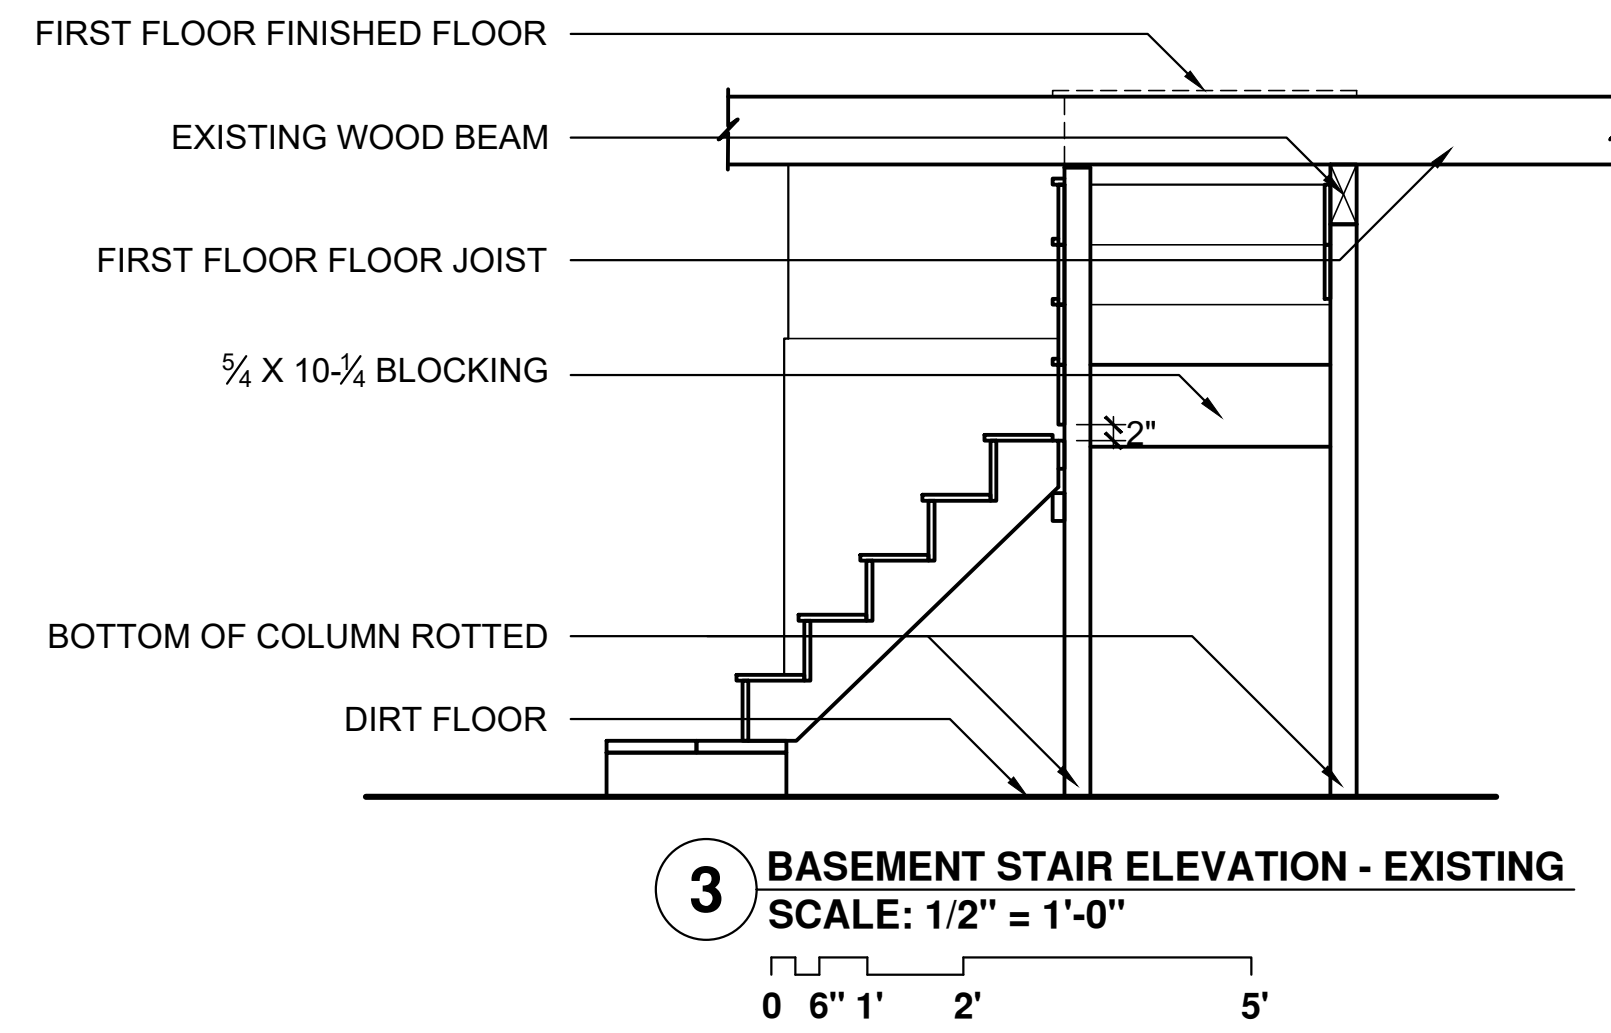 FIRST FLOOR FINISHED FLOOR
EXISTING WOOD BEAM
FIRST FLOOR FLOOR JOIST
5⁄4 X 10-1⁄4 BLOCKING
2"
BOTTOM OF COLUMN ROTTED
DIRT FLOOR
3
BASEMENT STAIR ELEVATION - EXISTING
SCALE: 1/2" = 1'-0"
0 6" 1' 2' 5'